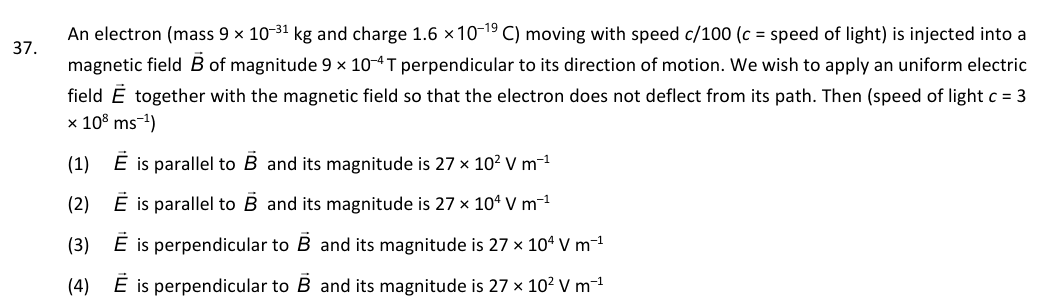 37. An electron (mass 9 × 10⁻³¹ kg and charge 1.6 ×10⁻¹⁹ C) moving with speed c/100 (c = speed of light) is injected into a
magnetic field B⃗ of magnitude 9 × 10⁻⁴ T perpendicular to its direction of motion. We wish to apply an uniform electric
field E⃗ together with the magnetic field so that the electron does not deflect from its path. Then (speed of light c = 3
× 10⁸ ms⁻¹)
(1) E⃗ is parallel to B⃗ and its magnitude is 27 × 10² V m⁻¹
(2) E⃗ is parallel to B⃗ and its magnitude is 27 × 10⁴ V m⁻¹
(3) E⃗ is perpendicular to B⃗ and its magnitude is 27 × 10⁴ V m⁻¹
(4) E⃗ is perpendicular to B⃗ and its magnitude is 27 × 10² V m⁻¹